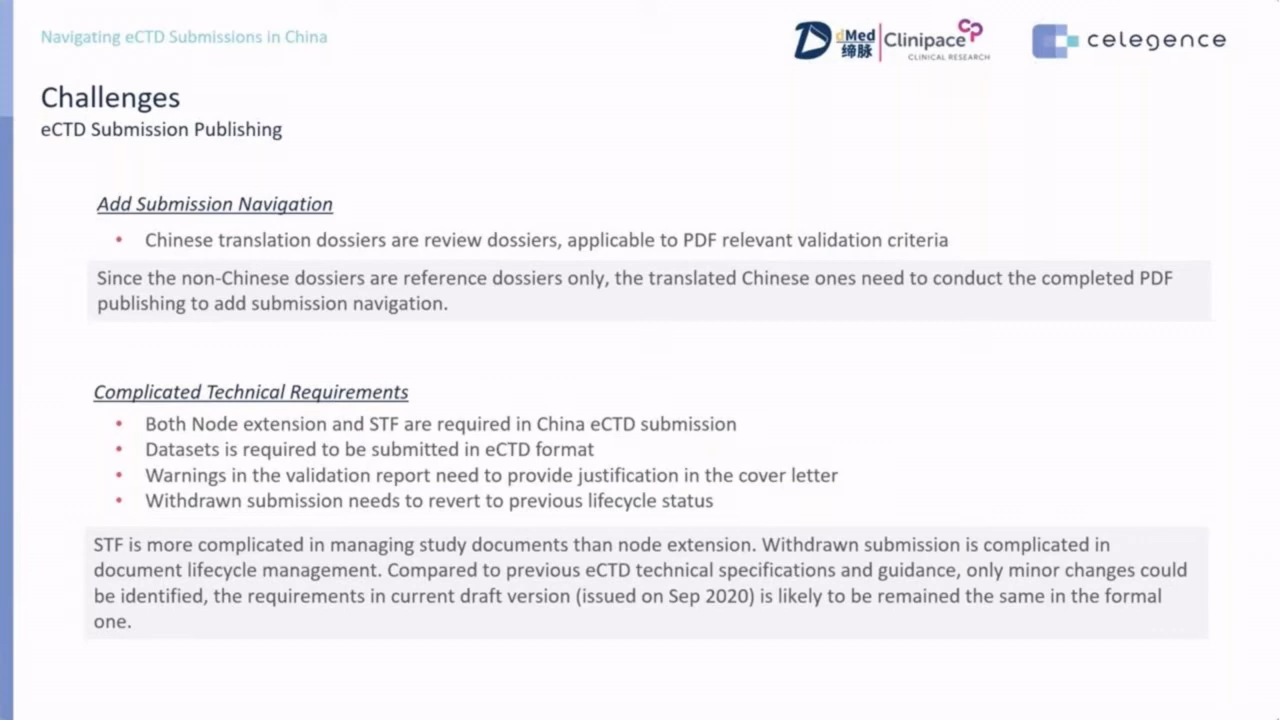 Navigating eCTD Submissions in China
dMed
缔脉
Clinipace
CP
CLINICAL RESEARCH
celegence
Challenges
eCTD Submission Publishing
Add Submission Navigation
• Chinese translation dossiers are review dossiers, applicable to PDF relevant validation criteria
Since the non-Chinese dossiers are reference dossiers only, the translated Chinese ones need to conduct the completed PDF
publishing to add submission navigation.
Complicated Technical Requirements
• Both Node extension and STF are required in China eCTD submission
• Datasets is required to be submitted in eCTD format
• Warnings in the validation report need to provide justification in the cover letter
• Withdrawn submission needs to revert to previous lifecycle status
STF is more complicated in managing study documents than node extension. Withdrawn submission is complicated in
document lifecycle management. Compared to previous eCTD technical specifications and guidance, only minor changes could
be identified, the requirements in current draft version (issued on Sep 2020) is likely to be remained the same in the formal
one.